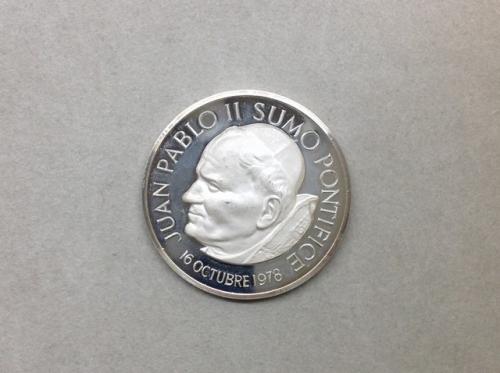 JUAN PABLO II SUMO PONTIFICE
16 OCTUBRE 1978